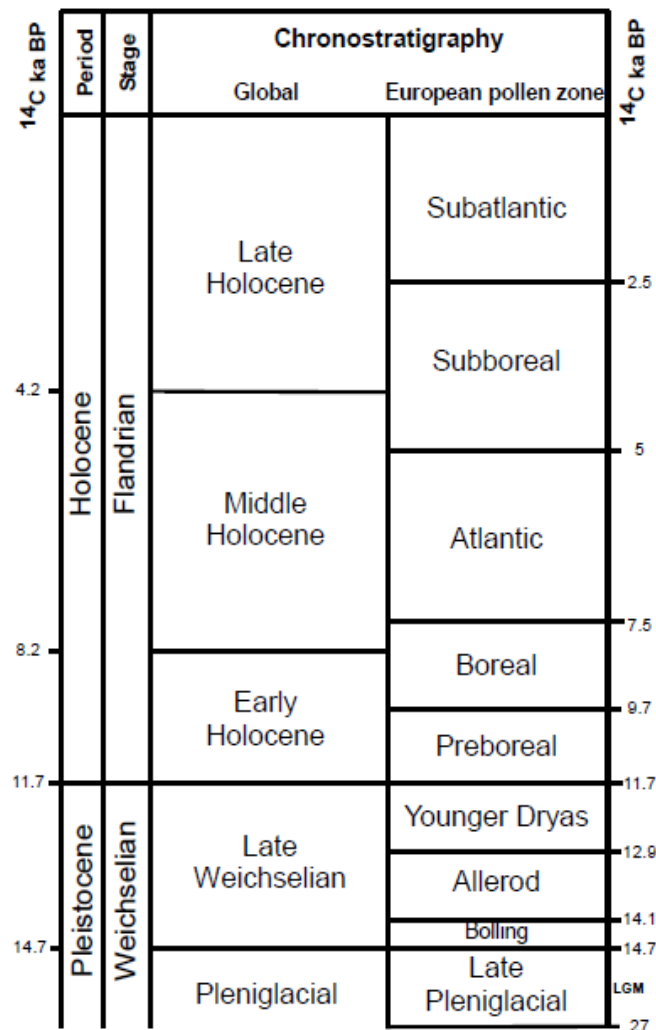 14C ka BP
Period
Stage
Chronostratigraphy
Global
European pollen zone
14C ka BP
Holocene
Flandrian
Late
Holocene
Subatlantic
2.5
Subboreal
4.2
5
Middle
Holocene
Atlantic
7.5
8.2
Boreal
Early
Holocene
9.7
Preboreal
11.7
11.7
Pleistocene
Weichselian
Late
Weichselian
Younger Dryas
12.9
Allerod
14.1
Bolling
14.7
14.7
Pleniglacial
Late
Pleniglacial
LGM
27